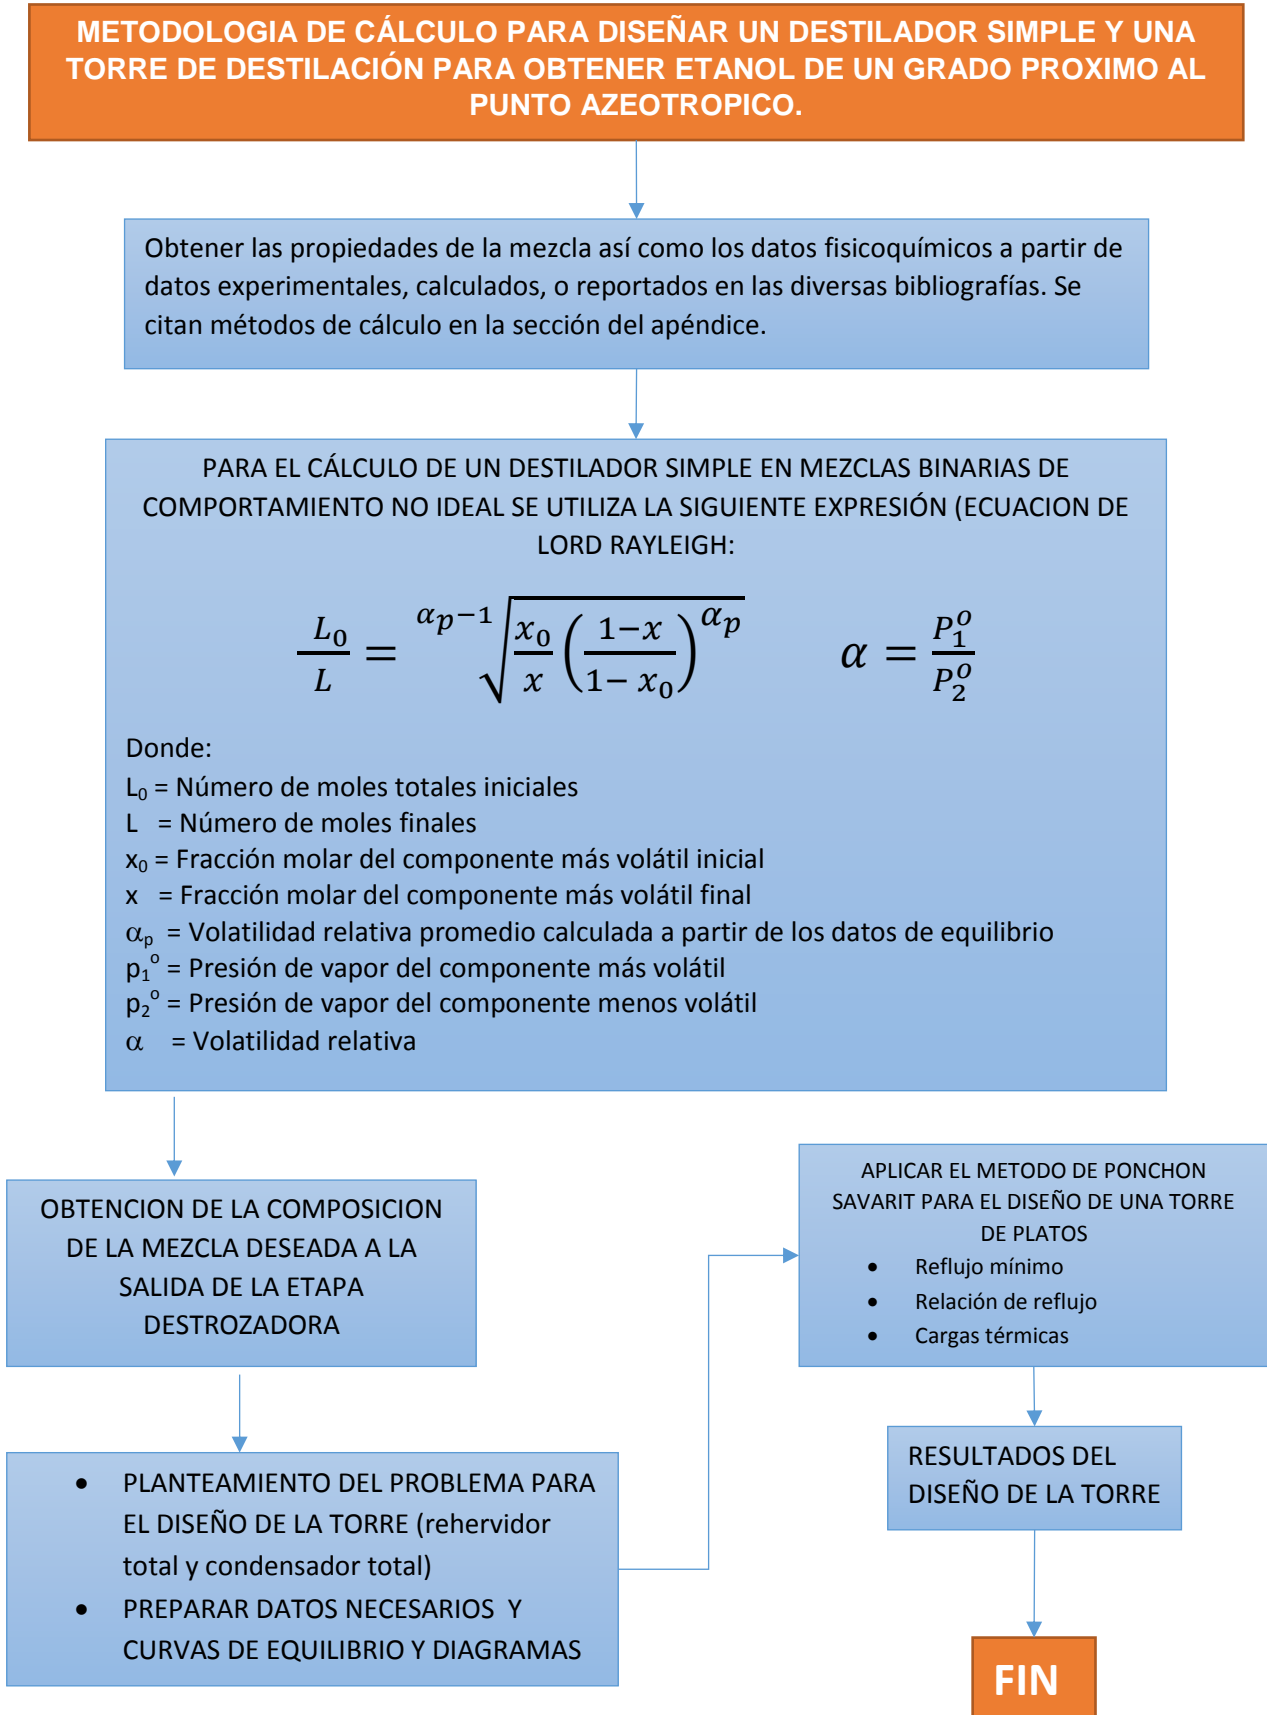 METODOLOGIA DE CÁLCULO PARA DISEÑAR UN DESTILADOR SIMPLE Y UNA
TORRE DE DESTILACIÓN PARA OBTENER ETANOL DE UN GRADO PROXIMO AL
PUNTO AZEOTROPICO.
Obtener las propiedades de la mezcla así como los datos fisicoquímicos a partir de
datos experimentales, calculados, o reportados en las diversas bibliografías. Se
citan métodos de cálculo en la sección del apéndice.
PARA EL CÁLCULO DE UN DESTILADOR SIMPLE EN MEZCLAS BINARIAS DE
COMPORTAMIENTO NO IDEAL SE UTILIZA LA SIGUIENTE EXPRESIÓN (ECUACION DE
LORD RAYLEIGH:
L₀/L = ᵅᵖ⁻¹√(x₀/x ((1−x)/(1− x₀))^αₚ) α = P₁ᵒ/P₂ᵒ
Donde:
L₀ = Número de moles totales iniciales
L = Número de moles finales
x₀ = Fracción molar del componente más volátil inicial
x = Fracción molar del componente más volátil final
αₚ = Volatilidad relativa promedio calculada a partir de los datos de equilibrio
p₁ᵒ = Presión de vapor del componente más volátil
p₂ᵒ = Presión de vapor del componente menos volátil
α = Volatilidad relativa
OBTENCION DE LA COMPOSICION
DE LA MEZCLA DESEADA A LA
SALIDA DE LA ETAPA
DESTROZADORA
• PLANTEAMIENTO DEL PROBLEMA PARA
EL DISEÑO DE LA TORRE (rehervidor
total y condensador total)
• PREPARAR DATOS NECESARIOS Y
CURVAS DE EQUILIBRIO Y DIAGRAMAS
APLICAR EL METODO DE PONCHON
SAVARIT PARA EL DISEÑO DE UNA TORRE
DE PLATOS
• Reflujo mínimo
• Relación de reflujo
• Cargas térmicas
RESULTADOS DEL
DISEÑO DE LA TORRE
FIN